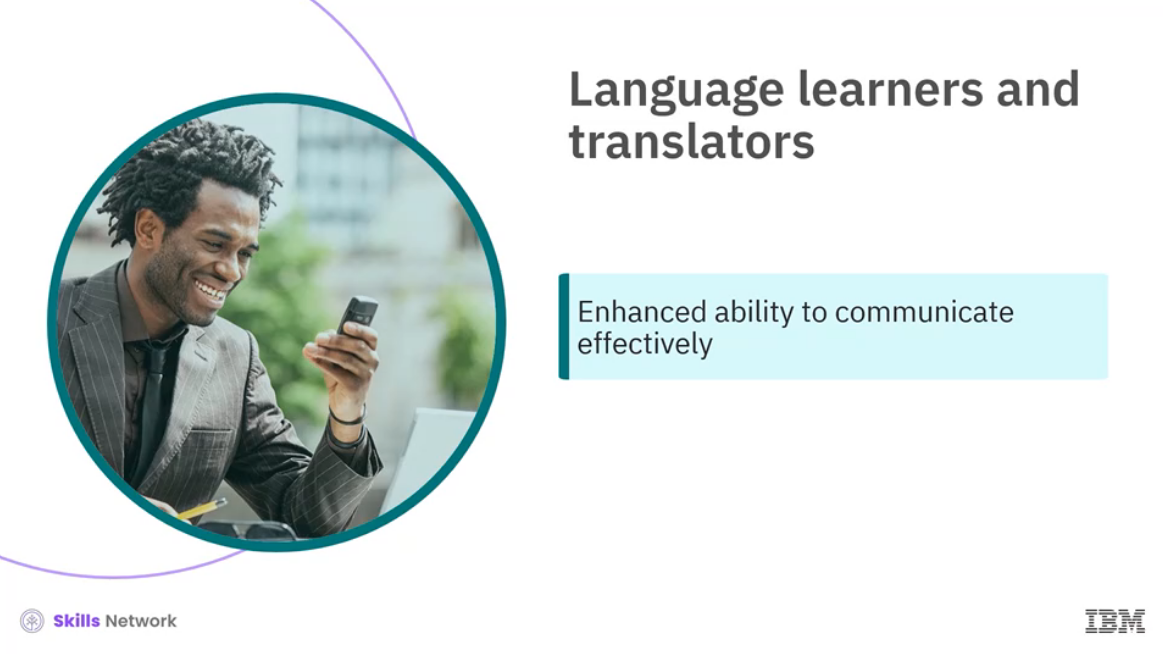 Language learners and
translators
Enhanced ability to communicate
effectively
Skills Network
IBM